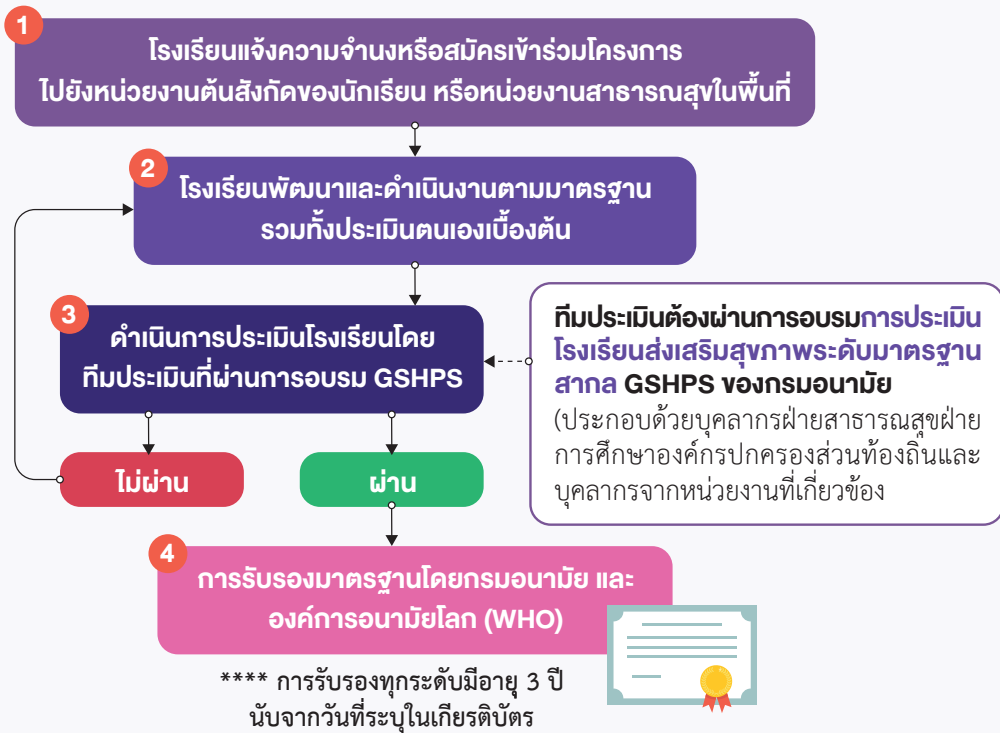 1
โรงเรียนแจ้งความจำนงหรือสมัครเข้าร่วมโครงการ
ไปยังหน่วยงานต้นสังกัดของนักเรียน หรือหน่วยงานสาธารณสุขในพื้นที่
2
โรงเรียนพัฒนาและดำเนินงานตามมาตรฐาน
รวมทั้งประเมินตนเองเบื้องต้น
3
ดำเนินการประเมินโรงเรียนโดย
ทีมประเมินที่ผ่านการอบรม GSHPS
ทีมประเมินต้องผ่านการอบรมการประเมิน
โรงเรียนส่งเสริมสุขภาพระดับมาตรฐาน
สากล GSHPS ของกรมอนามัย
(ประกอบด้วยบุคลากรฝ่ายสาธารณสุขฝ่าย
การศึกษาองค์กรปกครองส่วนท้องถิ่นและ
บุคลากรจากหน่วยงานที่เกี่ยวข้อง
ไม่ผ่าน
ผ่าน
4
การรับรองมาตรฐานโดยกรมอนามัย และ
องค์การอนามัยโลก (WHO)
**** การรับรองทุกระดับมีอายุ 3 ปี
นับจากวันที่ระบุในเกียรติบัตร